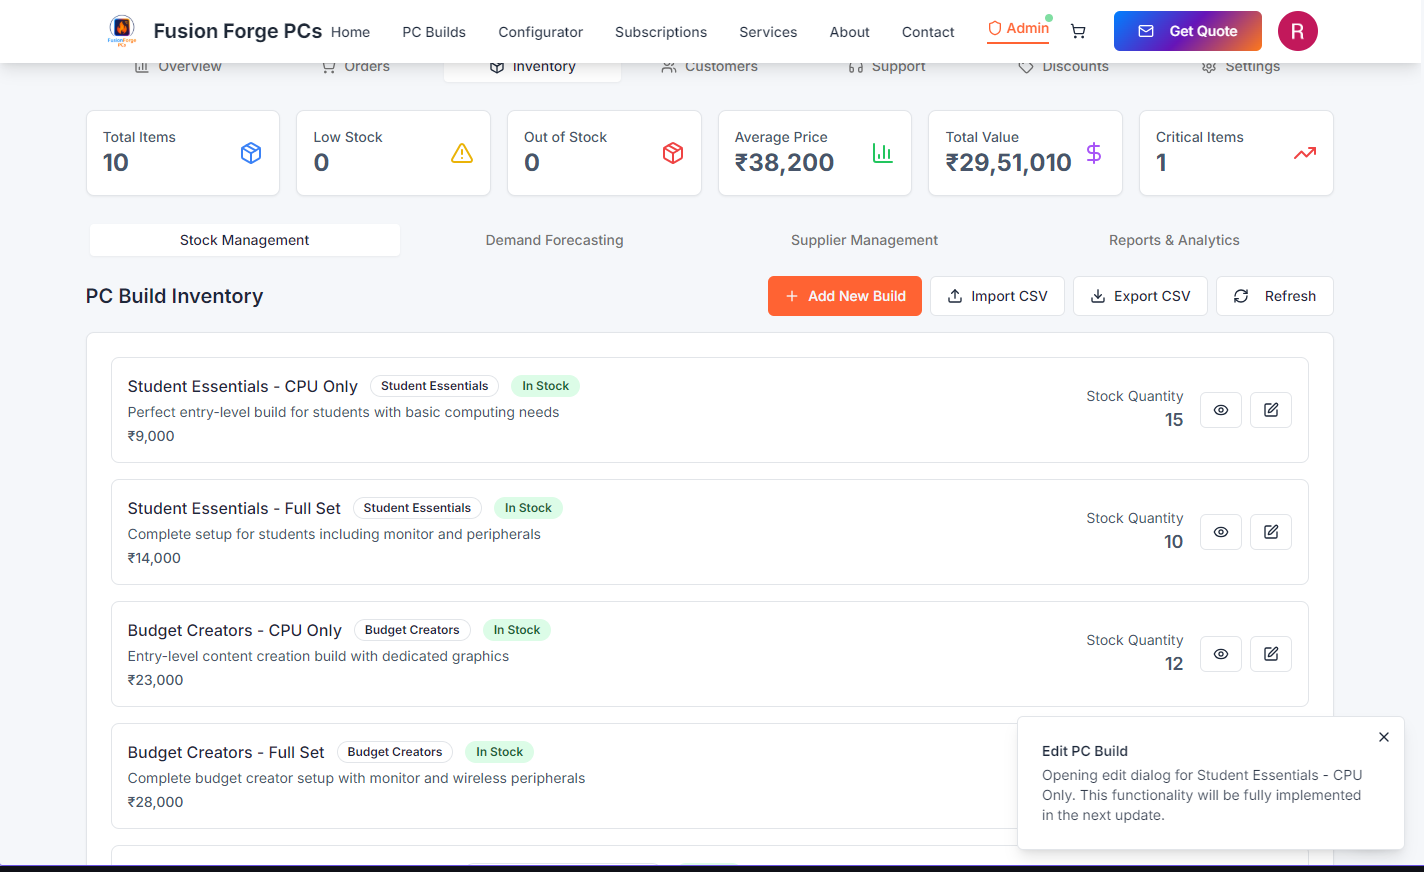 FusionForge PCs
Fusion Forge PCs Home PC Builds Configurator Subscriptions Services About Contact Admin Get Quote R
Overview Orders Inventory Customers Support Discounts Settings
Total Items
10
Low Stock
0
Out of Stock
0
Average Price
₹38,200
Total Value
₹29,51,010
Critical Items
1
Stock Management Demand Forecasting Supplier Management Reports & Analytics
PC Build Inventory Add New Build Import CSV Export CSV Refresh
Student Essentials - CPU Only Student Essentials In Stock
Perfect entry-level build for students with basic computing needs
₹9,000
Stock Quantity
15
Student Essentials - Full Set Student Essentials In Stock
Complete setup for students including monitor and peripherals
₹14,000
Stock Quantity
10
Budget Creators - CPU Only Budget Creators In Stock
Entry-level content creation build with dedicated graphics
₹23,000
Stock Quantity
12
Budget Creators - Full Set Budget Creators In Stock
Complete budget creator setup with monitor and wireless peripherals
₹28,000
Edit PC Build
Opening edit dialog for Student Essentials - CPU
Only. This functionality will be fully implemented
in the next update.